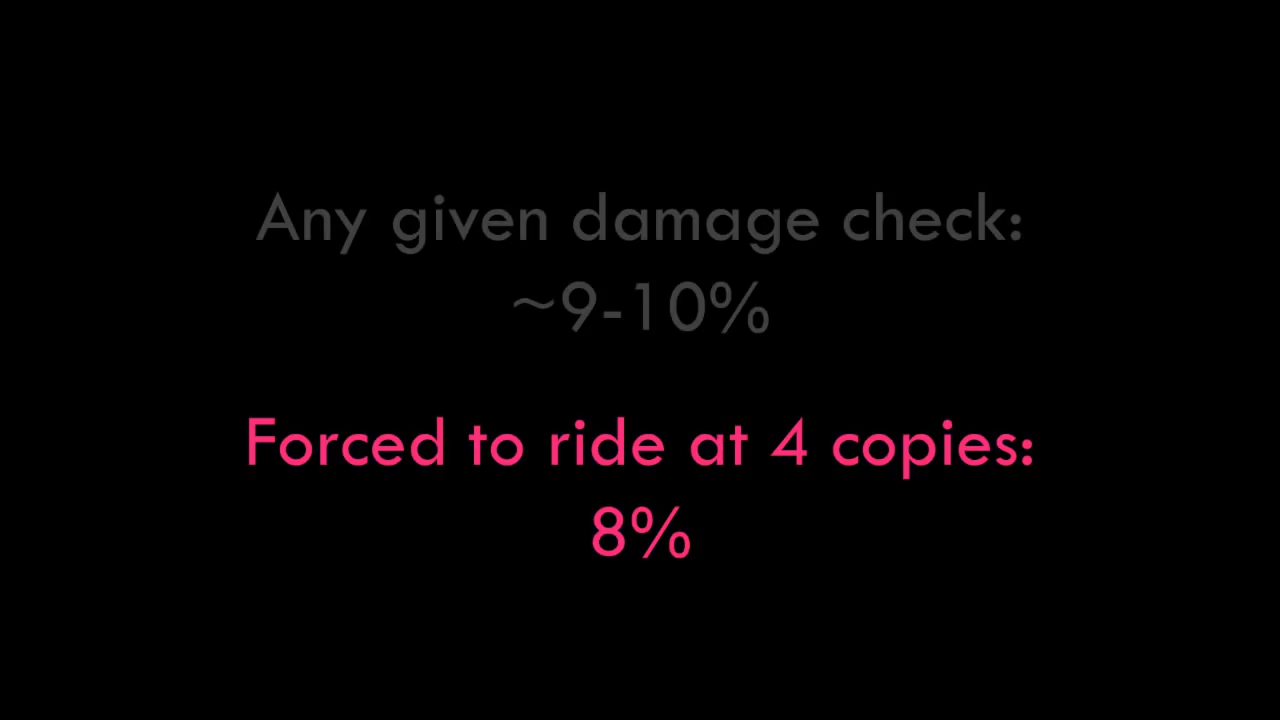 Any given damage check:
~9-10%
Forced to ride at 4 copies:
8%